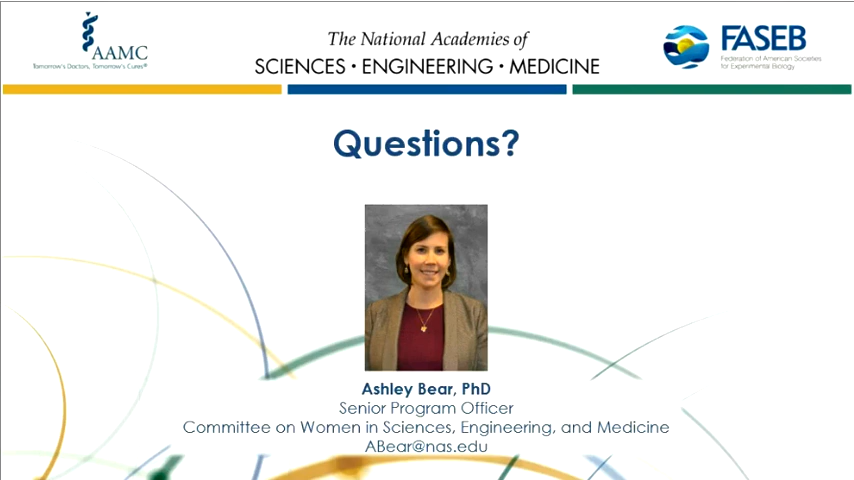 AAMC
Tomorrow's Doctors, Tomorrow's Cures®
The National Academies of
SCIENCES · ENGINEERING · MEDICINE
FASEB
Federation of American Societies
for Experimental Biology
Questions?
Ashley Bear, PhD
Senior Program Officer
Committee on Women in Sciences, Engineering, and Medicine
ABear@nas.edu